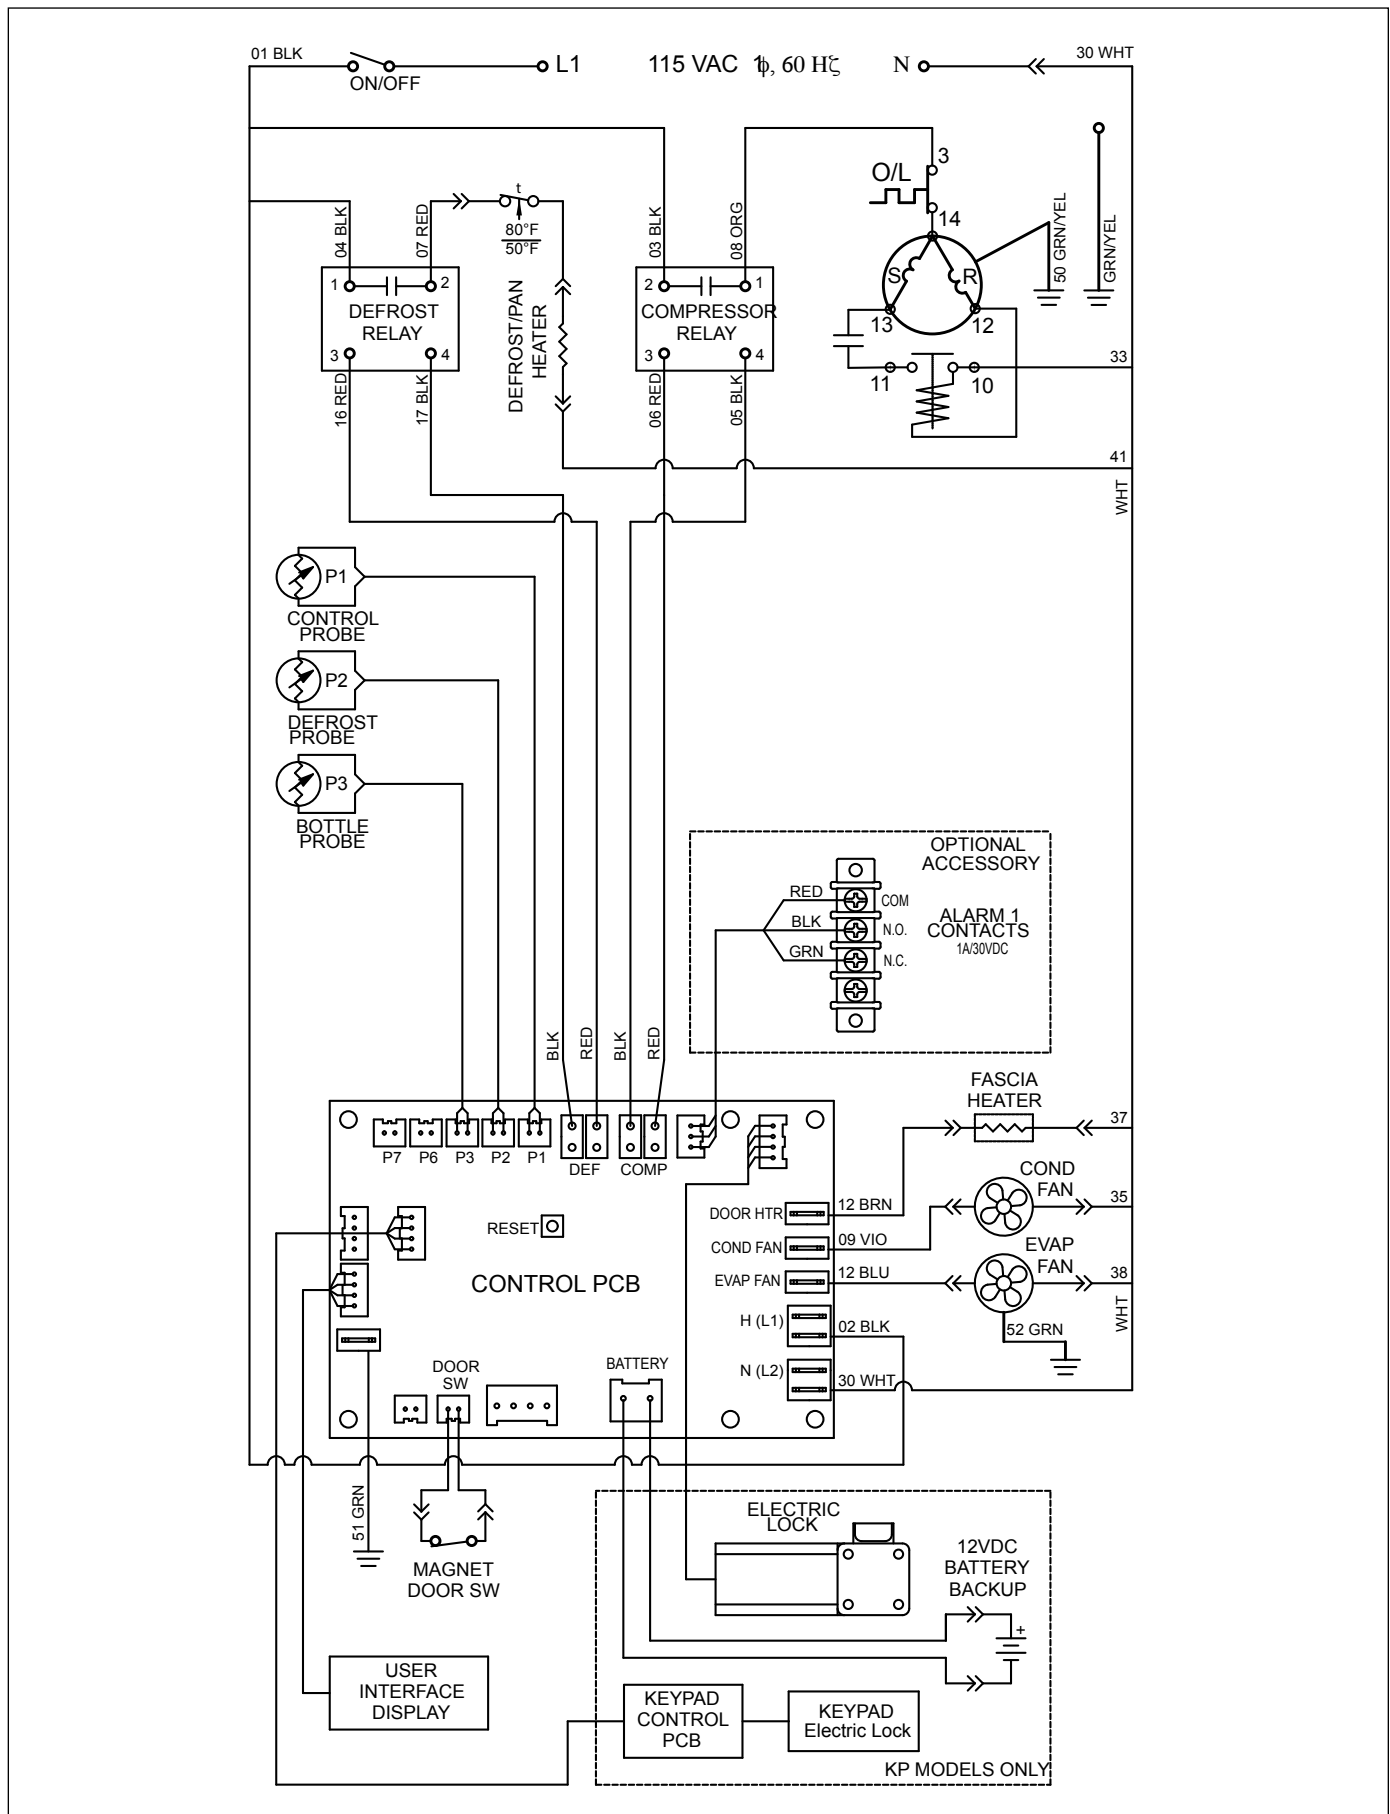 01 BLK
ON/OFF
L1
115 VAC 1ϕ, 60 Hζ
N
30 WHT
04 BLK
07 RED
t
80°F
50°F
03 BLK
08 ORG
O/L
3
14
S
R
13
12
11
10
50 GRN/YEL
GRN/YEL
1
2
DEFROST
RELAY
3
4
DEFROST/PAN
HEATER
2
1
COMPRESSOR
RELAY
3
4
33
16 RED
17 BLK
06 RED
05 BLK
41
WHT
P1
CONTROL
PROBE
P2
DEFROST
PROBE
P3
BOTTLE
PROBE
OPTIONAL
ACCESSORY
RED
COM
BLK
N.O.
GRN
N.C.
ALARM 1
CONTACTS
1A/30VDC
BLK
RED
BLK
RED
FASCIA
HEATER
37
P7
P6
P3
P2
P1
DEF
COMP
COND
FAN
35
DOOR HTR
12 BRN
RESET
COND FAN
09 VIO
EVAP
FAN
38
CONTROL PCB
EVAP FAN
12 BLU
WHT
H (L1)
02 BLK
52 GRN
N (L2)
30 WHT
DOOR
SW
BATTERY
51 GRN
MAGNET
DOOR SW
ELECTRIC
LOCK
12VDC
BATTERY
BACKUP
+
USER
INTERFACE
DISPLAY
KEYPAD
CONTROL
PCB
KEYPAD
Electric Lock
KP MODELS ONLY